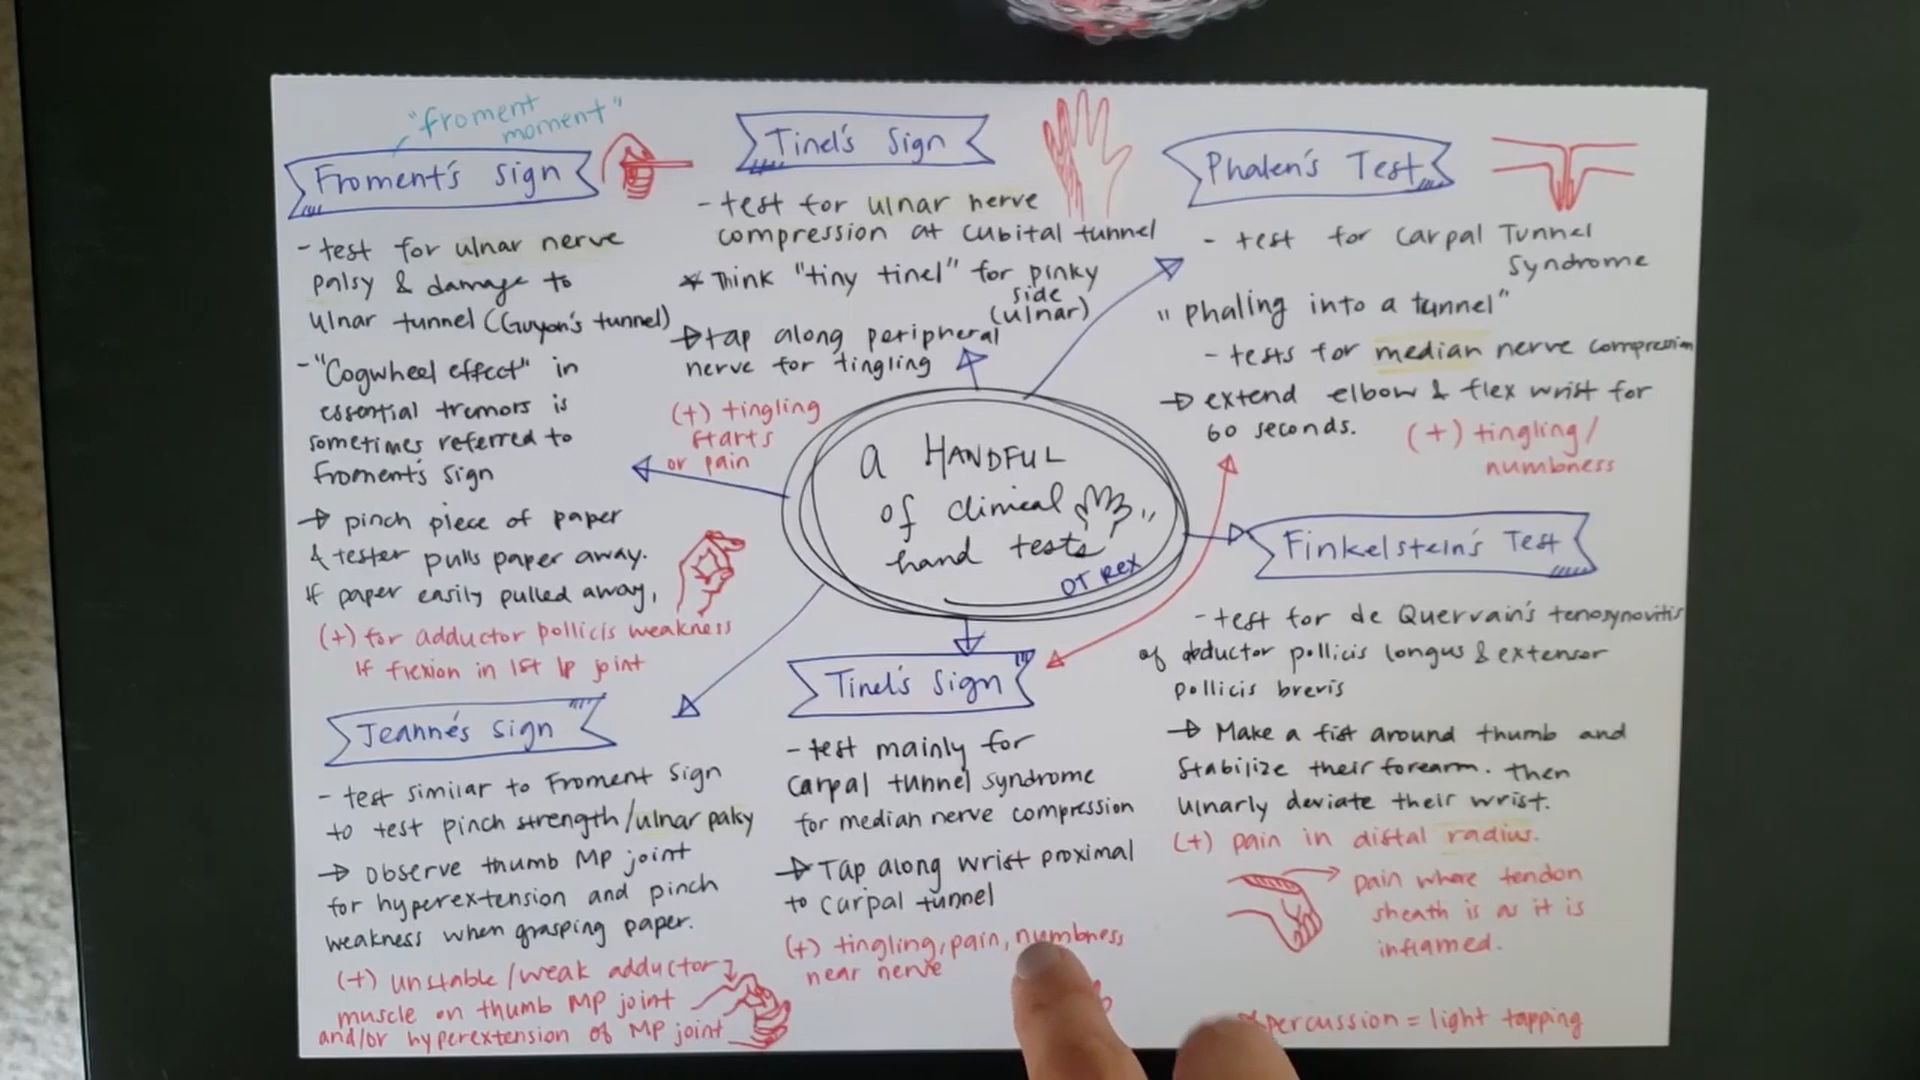 "froment
moment"
Froment's Sign
- test for ulnar nerve
palsy & damage to
ulnar tunnel (Guyon's tunnel)
- "Cogwheel effect" in
essential tremors is
sometimes referred to
Froment's Sign
→ pinch piece of paper
& tester pulls paper away.
If paper easily pulled away,
(+) for adductor pollicis weakness
If flexion in 1st Ip joint
Tinel's Sign
- test for ulnar nerve
compression at cubital tunnel
* Think "tiny tinel" for pinky
side
(ulnar)
→ tap along peripheral
nerve for tingling
(+) tingling
starts
or pain
Phalen's Test
- test for Carpal Tunnel
Syndrome
"phaling into a tunnel"
- tests for median nerve compression
→ extend elbow & flex wrist for
60 seconds.
(+) tingling/
numbness
a HANDFUL
of clinical
hand tests
OT Rex
Finkelstein's Test
- test for de Quervain's tenosynovitis
of abductor pollicis longus & extensor
pollicis brevis
→ Make a fist around thumb and
stabilize their forearm. Then
ulnarly deviate their wrist.
(+) pain in distal radius.
pain where tendon
sheath is as it is
inflamed.
Jeanne's Sign
- test similar to Froment Sign
to test pinch strength/ulnar palsy
→ observe thumb MP joint
for hyperextension and pinch
weakness when grasping paper.
(+) unstable/weak adductor
muscle on thumb MP joint
and/or hyperextension of MP joint
Tinel's Sign
- test mainly for
Carpal tunnel syndrome
for median nerve compression
→ Tap along wrist proximal
to carpal tunnel
(+) tingling, pain, numbness
near nerve
percussion = light tapping